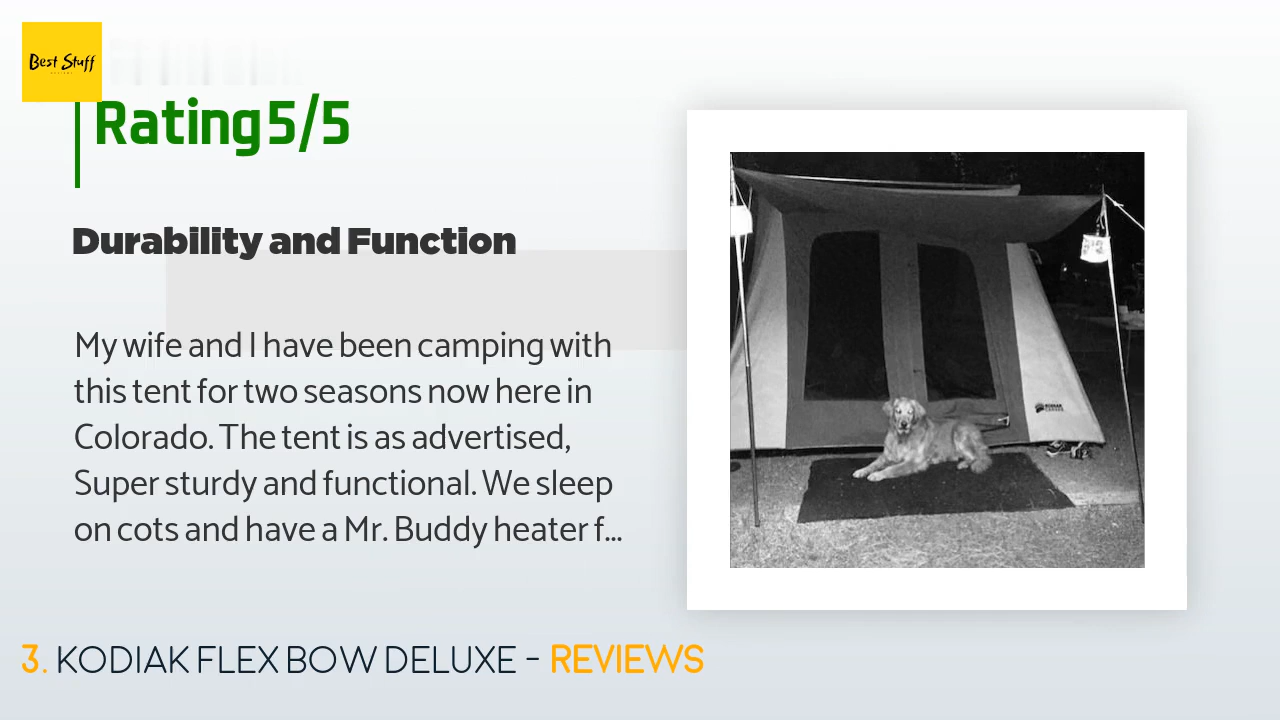 Best Stuff
Rating 5/5
Durability and Function
My wife and I have been camping with
this tent for two seasons now here in
Colorado. The tent is as advertised,
Super sturdy and functional. We sleep
on cots and have a Mr. Buddy heater f...
3. KODIAK FLEX BOW DELUXE - REVIEWS